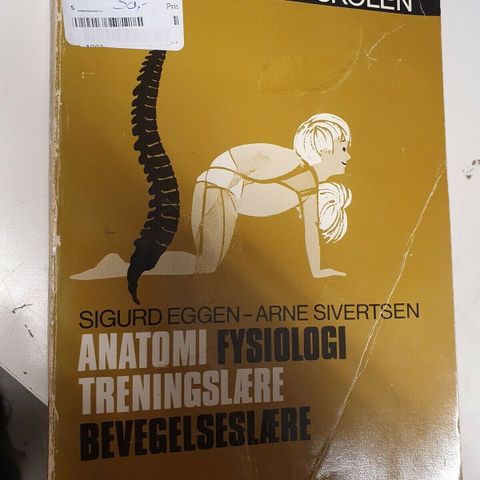 S
50,-
Pris
SKOLEN
SIGURD EGGEN – ARNE SIVERTSEN
ANATOMI FYSIOLOGI
TRENINGSLÆRE
BEVEGELSESLÆRE